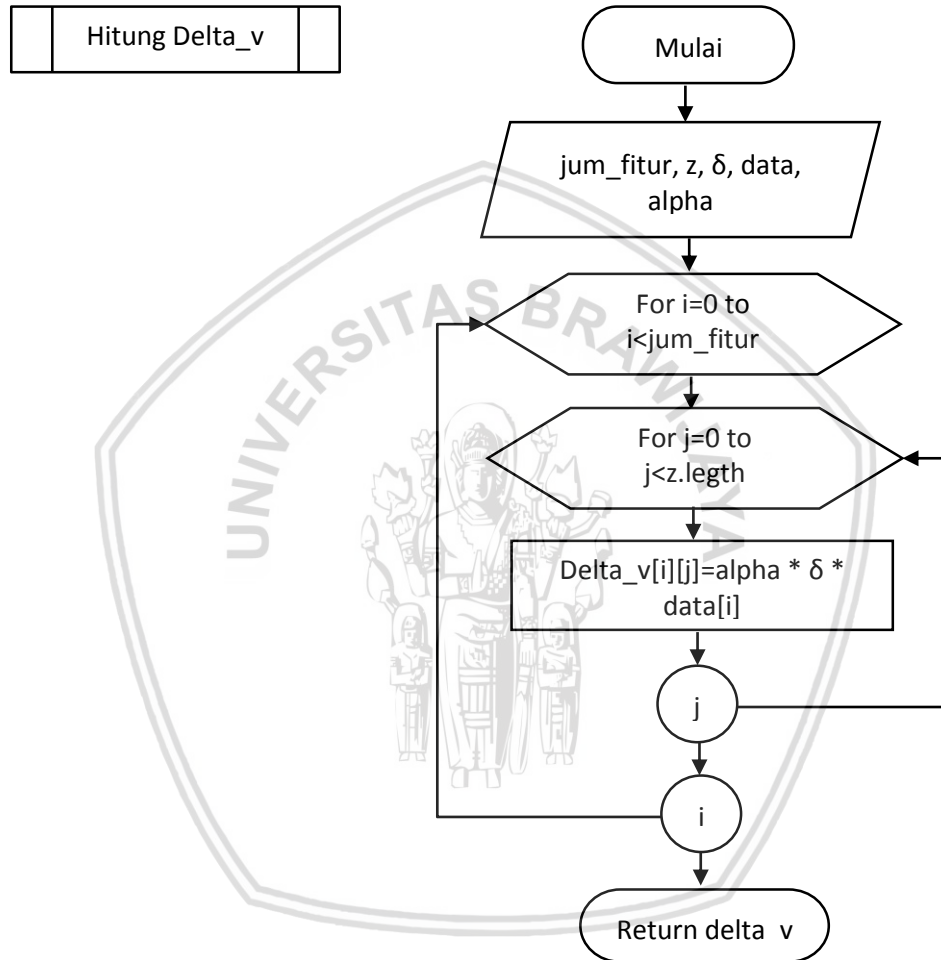 Hitung Delta_v
Mulai
jum_fitur, z, δ, data,
alpha
For i=0 to
i<jum_fitur
For j=0 to
j<z.legth
Delta_v[i][j]=alpha * δ *
data[i]
j
i
Return delta v
UNIVERSITAS BRAWIJAYA